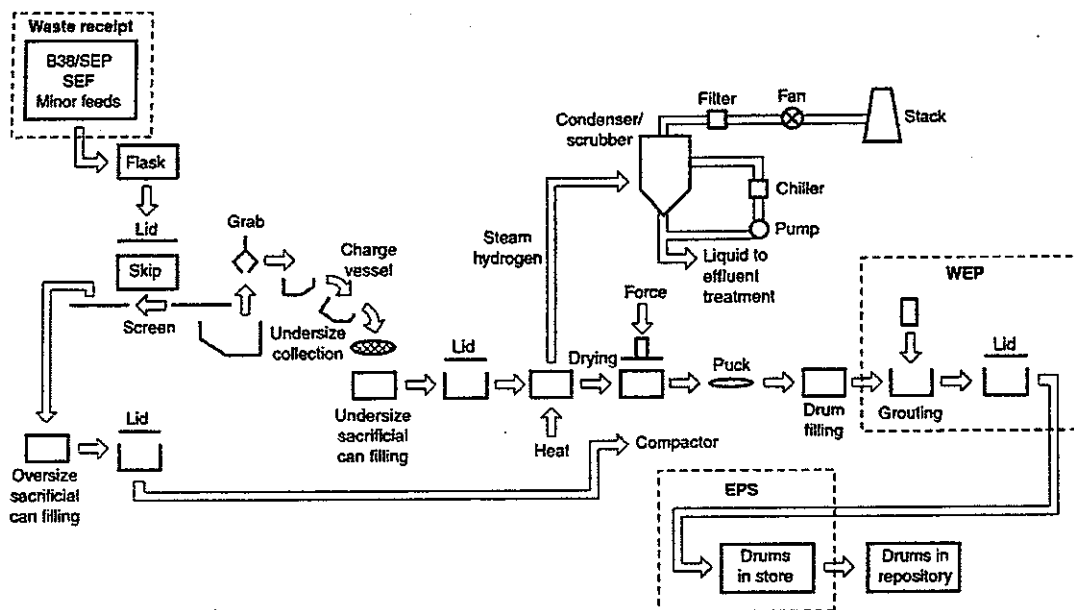 Waste receipt
B38/SEP
SEF
Minor feeds
Flask
Lid
Skip
Screen
Grab
Undersize
collection
Charge
vessel
Condenser/
scrubber
Filter
Fan
Stack
Chiller
Pump
Steam
hydrogen
Liquid to
effluent
treatment
Force
Lid
Drying
Puck
Undersize
sacrificial
can filling
Heat
Compactor
Drum
filling
WEP
Grouting
Lid
Lid
Oversize
sacrificial
can filling
EPS
Drums
in store
Drums in
repository